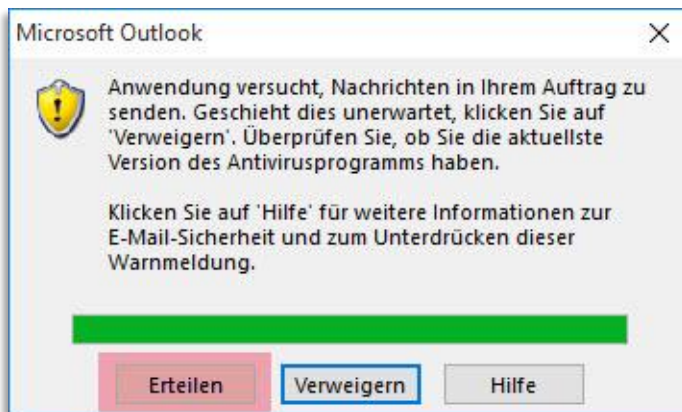 Microsoft Outlook
Anwendung versucht, Nachrichten in Ihrem Auftrag zu
senden. Geschieht dies unerwartet, klicken Sie auf
'Verweigern'. Überprüfen Sie, ob Sie die aktuellste
Version des Antivirusprogramms haben.
Klicken Sie auf 'Hilfe' für weitere Informationen zur
E-Mail-Sicherheit und zum Unterdrücken dieser
Warnmeldung.
Erteilen Verweigern Hilfe